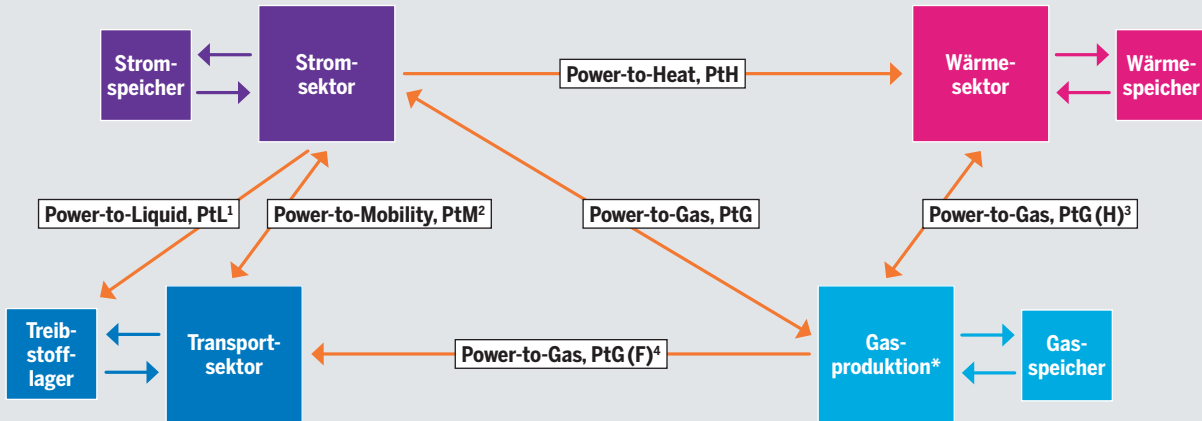 Strom-
speicher
Strom-
sektor
Power-to-Heat, PtH
Wärme-
sektor
Wärme-
speicher
Power-to-Liquid, PtL¹
Power-to-Mobility, PtM²
Power-to-Gas, PtG
Power-to-Gas, PtG (H)³
Treib-
stoff-
lager
Transport-
sektor
Power-to-Gas, PtG (F)⁴
Gas-
produktion*
Gas-
speicher